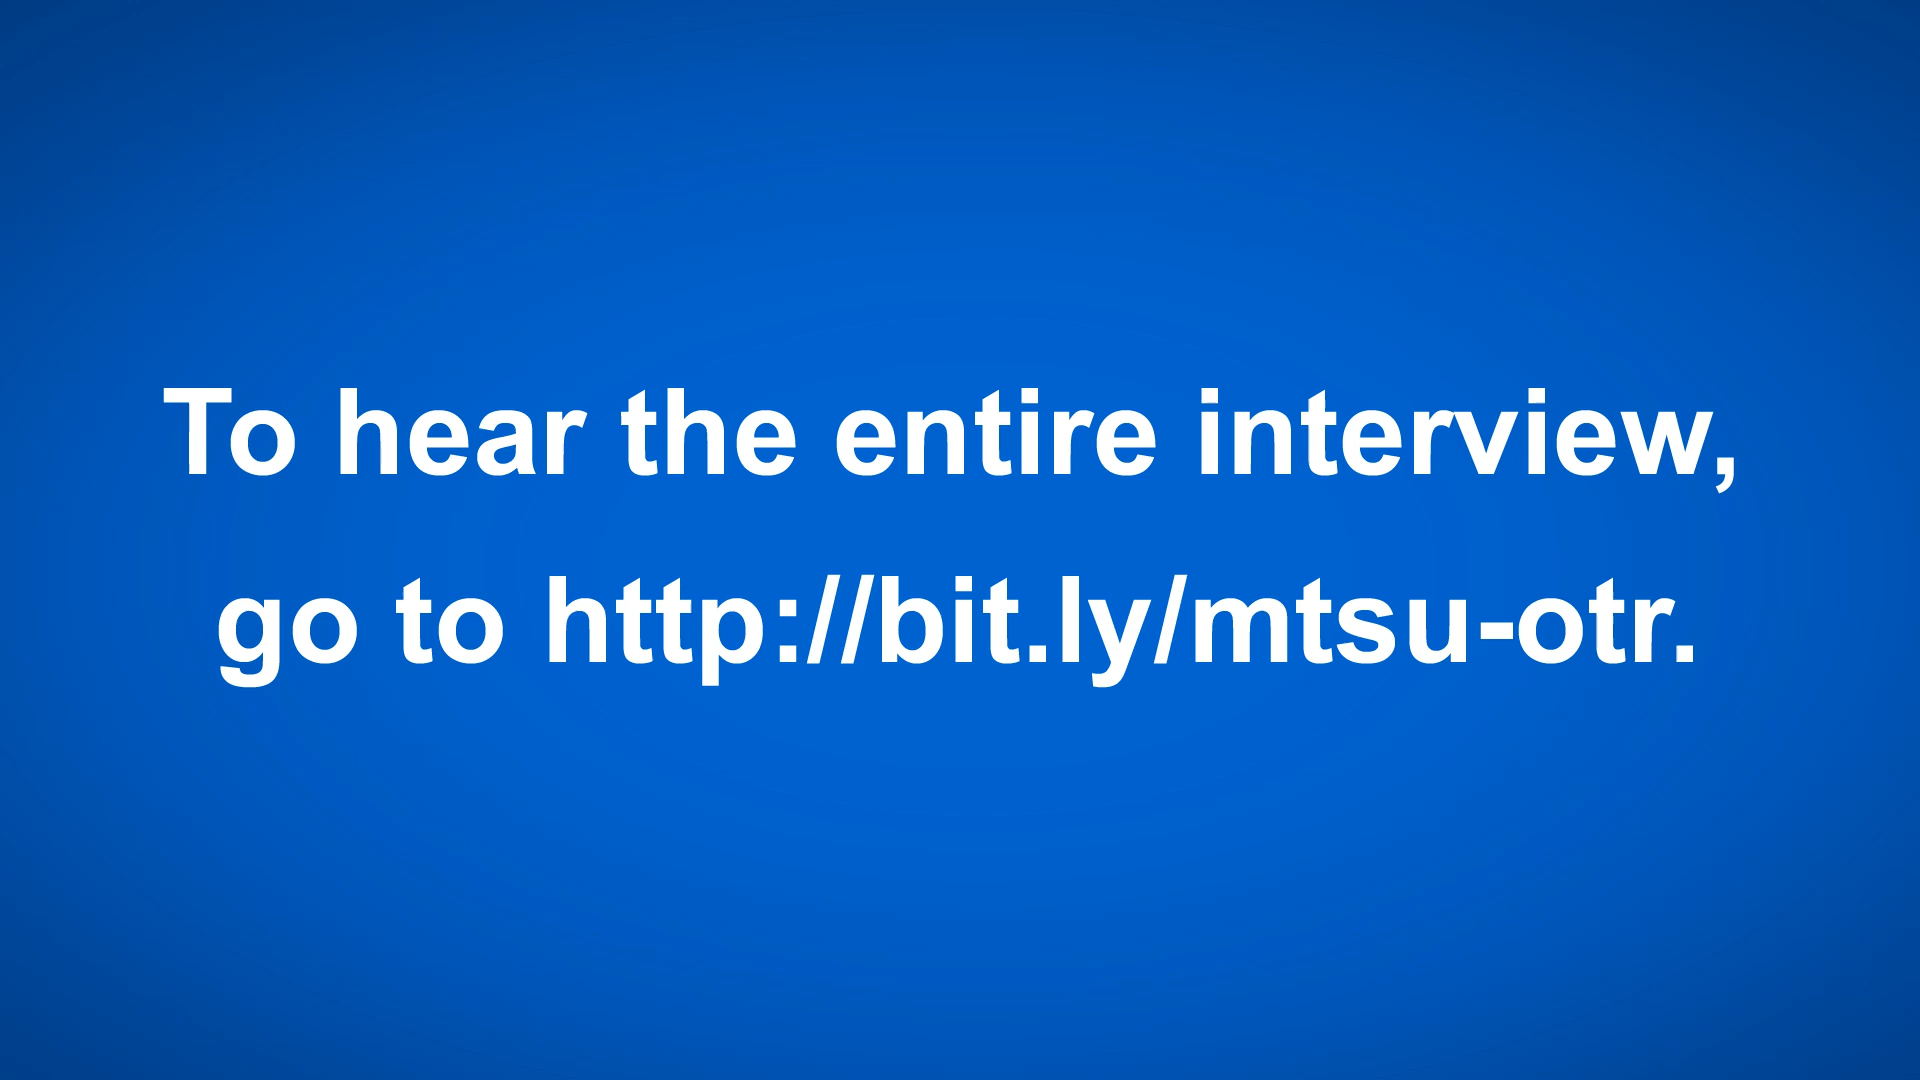 To hear the entire interview,
go to http://bit.ly/mtsu-otr.